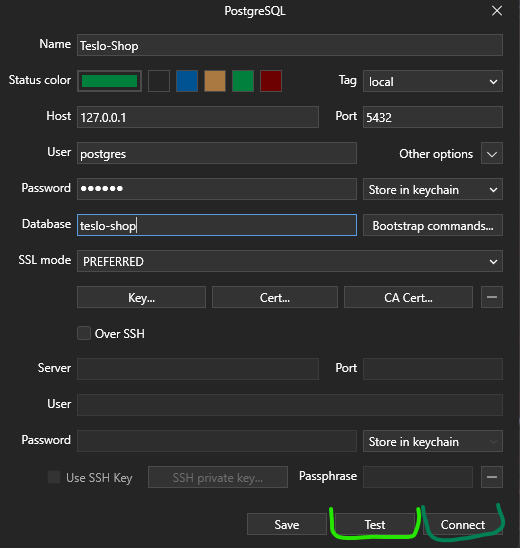 PostgreSQL
Name Teslo-Shop
Status color Tag local
Host 127.0.0.1 Port 5432
User postgres Other options
Password •••••• Store in keychain
Database teslo-shop Bootstrap commands...
SSL mode PREFERRED
Key... Cert... CA Cert...
Over SSH
Server Port
User
Password Store in keychain
Use SSH Key SSH private key... Passphrase
Save Test Connect